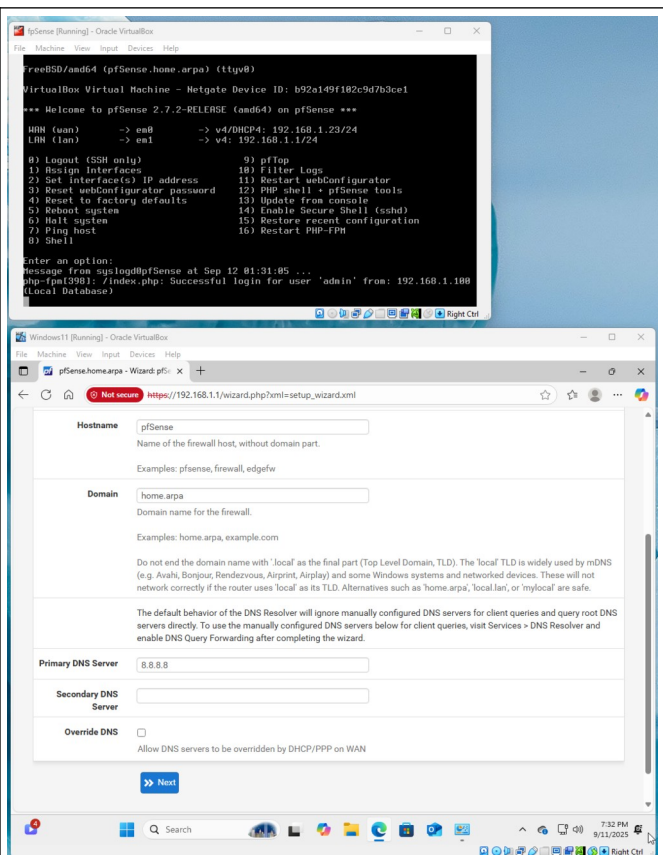 fpSense [Running] - Oracle VirtualBox
File Machine View Input Devices Help
FreeBSD/amd64 (pfSense.home.arpa) (ttyv0)
VirtualBox Virtual Machine - Netgate Device ID: b92a149f102c9d7b3ce1
*** Welcome to pfSense 2.7.2-RELEASE (amd64) on pfSense ***
WAN (wan) -> em0 -> v4/DHCP4: 192.168.1.23/24
LAN (lan) -> em1 -> v4: 192.168.1.1/24
0) Logout (SSH only) 9) pfTop
1) Assign Interfaces 10) Filter Logs
2) Set interface(s) IP address 11) Restart webConfigurator
3) Reset webConfigurator password 12) PHP shell + pfSense tools
4) Reset to factory defaults 13) Update from console
5) Reboot system 14) Enable Secure Shell (sshd)
6) Halt system 15) Restore recent configuration
7) Ping host 16) Restart PHP-FPM
8) Shell
Enter an option:
Message from syslogd@pfSense at Sep 12 01:31:05 ...
php-fpm[398]: /index.php: Successful login for user 'admin' from: 192.168.1.100
(Local Database)
Right Ctrl
Windows11 [Running] - Oracle VirtualBox
File Machine View Input Devices Help
pfSense.home.arpa - Wizard: pfSe
Not secure https://192.168.1.1/wizard.php?xml=setup_wizard.xml
Hostname pfSense
Name of the firewall host, without domain part.
Examples: pfsense, firewall, edgefw
Domain home.arpa
Domain name for the firewall.
Examples: home.arpa, example.com
Do not end the domain name with '.local' as the final part (Top Level Domain, TLD). The 'local' TLD is widely used by mDNS
(e.g. Avahi, Bonjour, Rendezvous, Airprint, Airplay) and some Windows systems and networked devices. These will not
network correctly if the router uses 'local' as its TLD. Alternatives such as 'home.arpa', 'local.lan', or 'mylocal' are safe.
The default behavior of the DNS Resolver will ignore manually configured DNS servers for client queries and query root DNS
servers directly. To use the manually configured DNS servers below for client queries, visit Services > DNS Resolver and
enable DNS Query Forwarding after completing the wizard.
Primary DNS Server 8.8.8.8
Secondary DNS
Server
Override DNS
Allow DNS servers to be overridden by DHCP/PPP on WAN
Next
4
Search
7:32 PM
9/11/2025
Right Ctrl